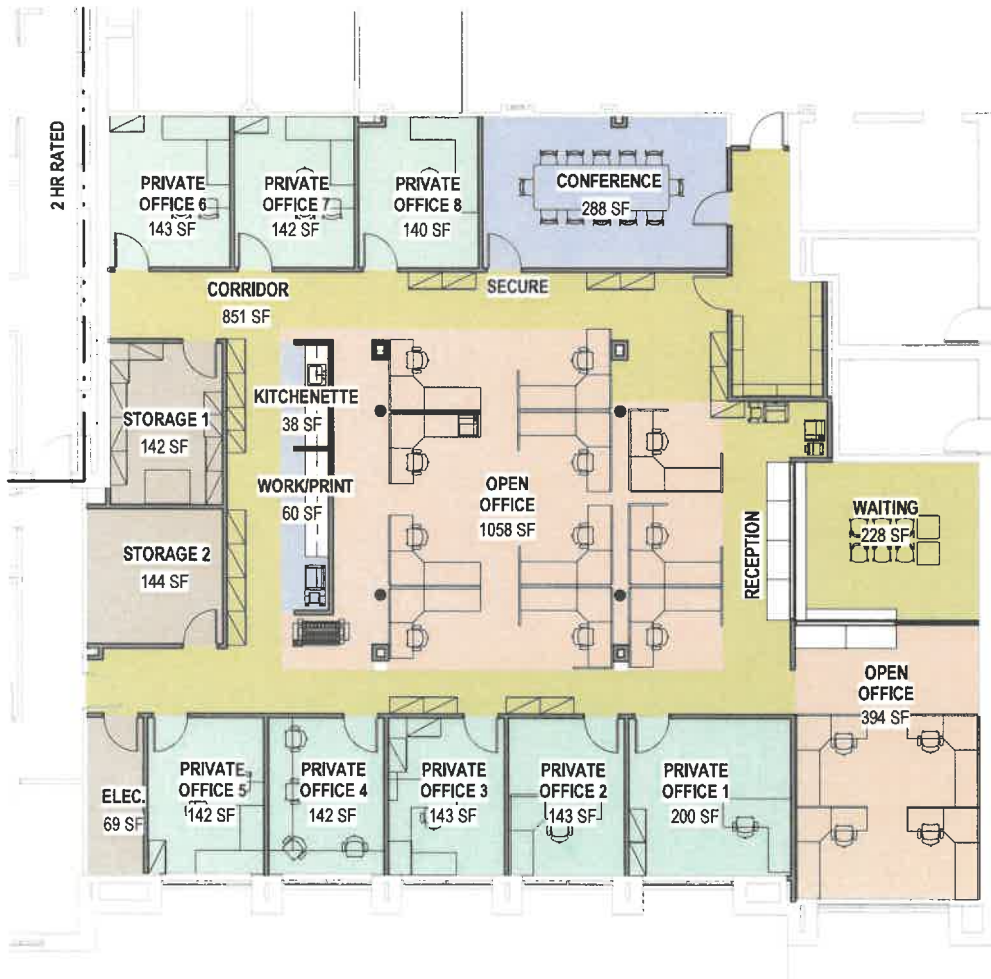 2 HR RATED
PRIVATE
OFFICE 6
143 SF
PRIVATE
OFFICE 7
142 SF
PRIVATE
OFFICE 8
140 SF
CONFERENCE
288 SF
CORRIDOR
851 SF
SECURE
STORAGE 1
142 SF
KITCHENETTE
38 SF
WORK/PRINT
60 SF
OPEN
OFFICE
1058 SF
RECEPTION
WAITING
228 SF
STORAGE 2
144 SF
OPEN
OFFICE
394 SF
ELEC.
69 SF
PRIVATE
OFFICE 5
142 SF
PRIVATE
OFFICE 4
142 SF
PRIVATE
OFFICE 3
143 SF
PRIVATE
OFFICE 2
143 SF
PRIVATE
OFFICE 1
200 SF